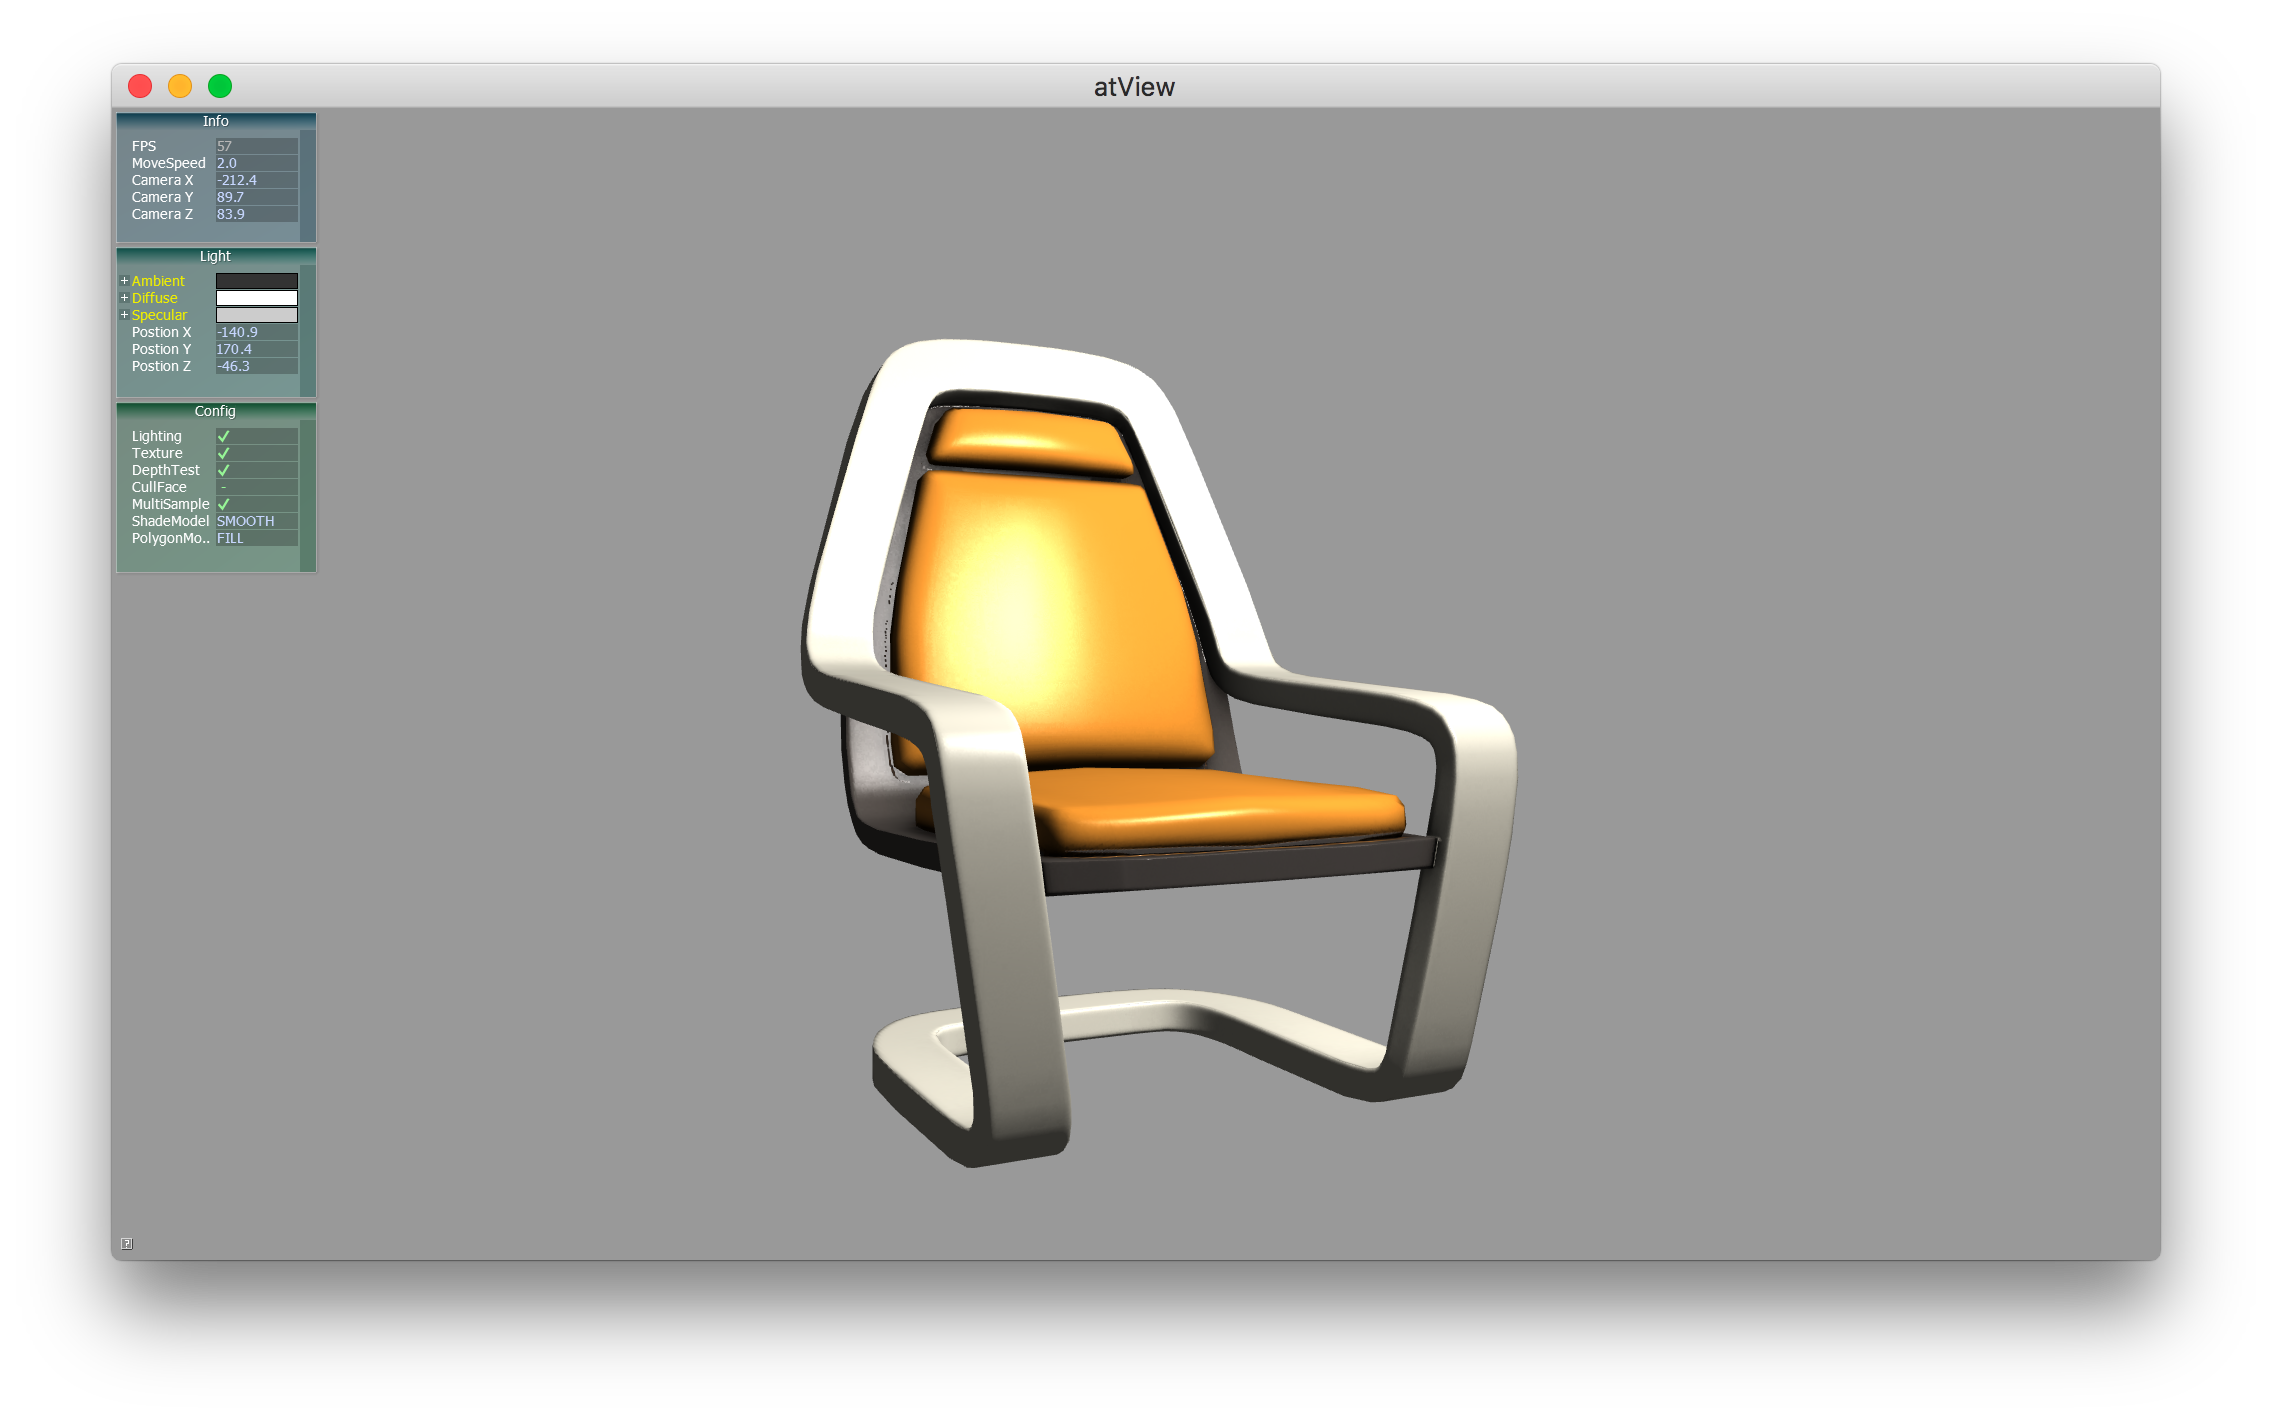 atView
Info
FPS 57
MoveSpeed 2.0
Camera X -212.4
Camera Y 89.7
Camera Z 83.9
Light
+ Ambient
+ Diffuse
+ Specular
Postion X -140.9
Postion Y 170.4
Postion Z -46.3
Config
Lighting ✓
Texture ✓
DepthTest ✓
CullFace -
MultiSample ✓
ShadeModel SMOOTH
PolygonMo.. FILL
?